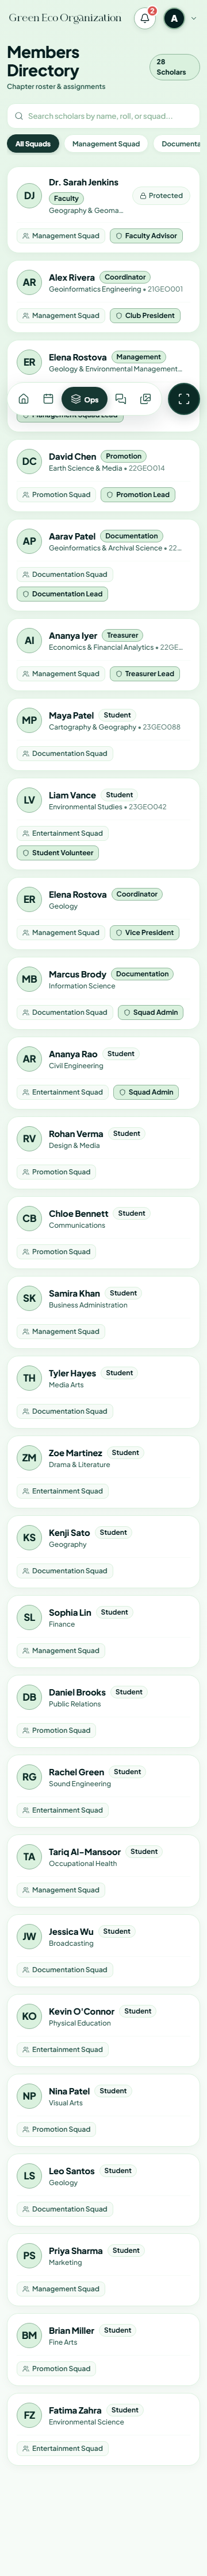 Green Eco Organization
2
A
Members
Directory
Chapter roster & assignments
28
Scholars
Search scholars by name, roll, or squad...
All Squads
Management Squad
Documenta
DJ
Dr. Sarah Jenkins
Faculty
Geography & Geoma...
Protected
Management Squad
Faculty Advisor
AR
Alex Rivera
Coordinator
Geoinformatics Engineering • 21GEO001
Management Squad
Club President
ER
Elena Rostova
Management
Geology & Environmental Management...
Ops
Management Squad Lead
DC
David Chen
Promotion
Earth Science & Media • 22GEO014
Promotion Squad
Promotion Lead
AP
Aarav Patel
Documentation
Geoinformatics & Archival Science • 22...
Documentation Squad
Documentation Lead
AI
Ananya Iyer
Treasurer
Economics & Financial Analytics • 22GE...
Management Squad
Treasurer Lead
MP
Maya Patel
Student
Cartography & Geography • 23GEO088
Documentation Squad
LV
Liam Vance
Student
Environmental Studies • 23GEO042
Entertainment Squad
Student Volunteer
ER
Elena Rostova
Coordinator
Geology
Management Squad
Vice President
MB
Marcus Brody
Documentation
Information Science
Documentation Squad
Squad Admin
AR
Ananya Rao
Student
Civil Engineering
Entertainment Squad
Squad Admin
RV
Rohan Verma
Student
Design & Media
Promotion Squad
CB
Chloe Bennett
Student
Communications
Promotion Squad
SK
Samira Khan
Student
Business Administration
Management Squad
TH
Tyler Hayes
Student
Media Arts
Documentation Squad
ZM
Zoe Martinez
Student
Drama & Literature
Entertainment Squad
KS
Kenji Sato
Student
Geography
Documentation Squad
SL
Sophia Lin
Student
Finance
Management Squad
DB
Daniel Brooks
Student
Public Relations
Promotion Squad
RG
Rachel Green
Student
Sound Engineering
Entertainment Squad
TA
Tariq Al-Mansoor
Student
Occupational Health
Management Squad
JW
Jessica Wu
Student
Broadcasting
Documentation Squad
KO
Kevin O'Connor
Student
Physical Education
Entertainment Squad
NP
Nina Patel
Student
Visual Arts
Promotion Squad
LS
Leo Santos
Student
Geology
Documentation Squad
PS
Priya Sharma
Student
Marketing
Management Squad
BM
Brian Miller
Student
Fine Arts
Promotion Squad
FZ
Fatima Zahra
Student
Environmental Science
Entertainment Squad